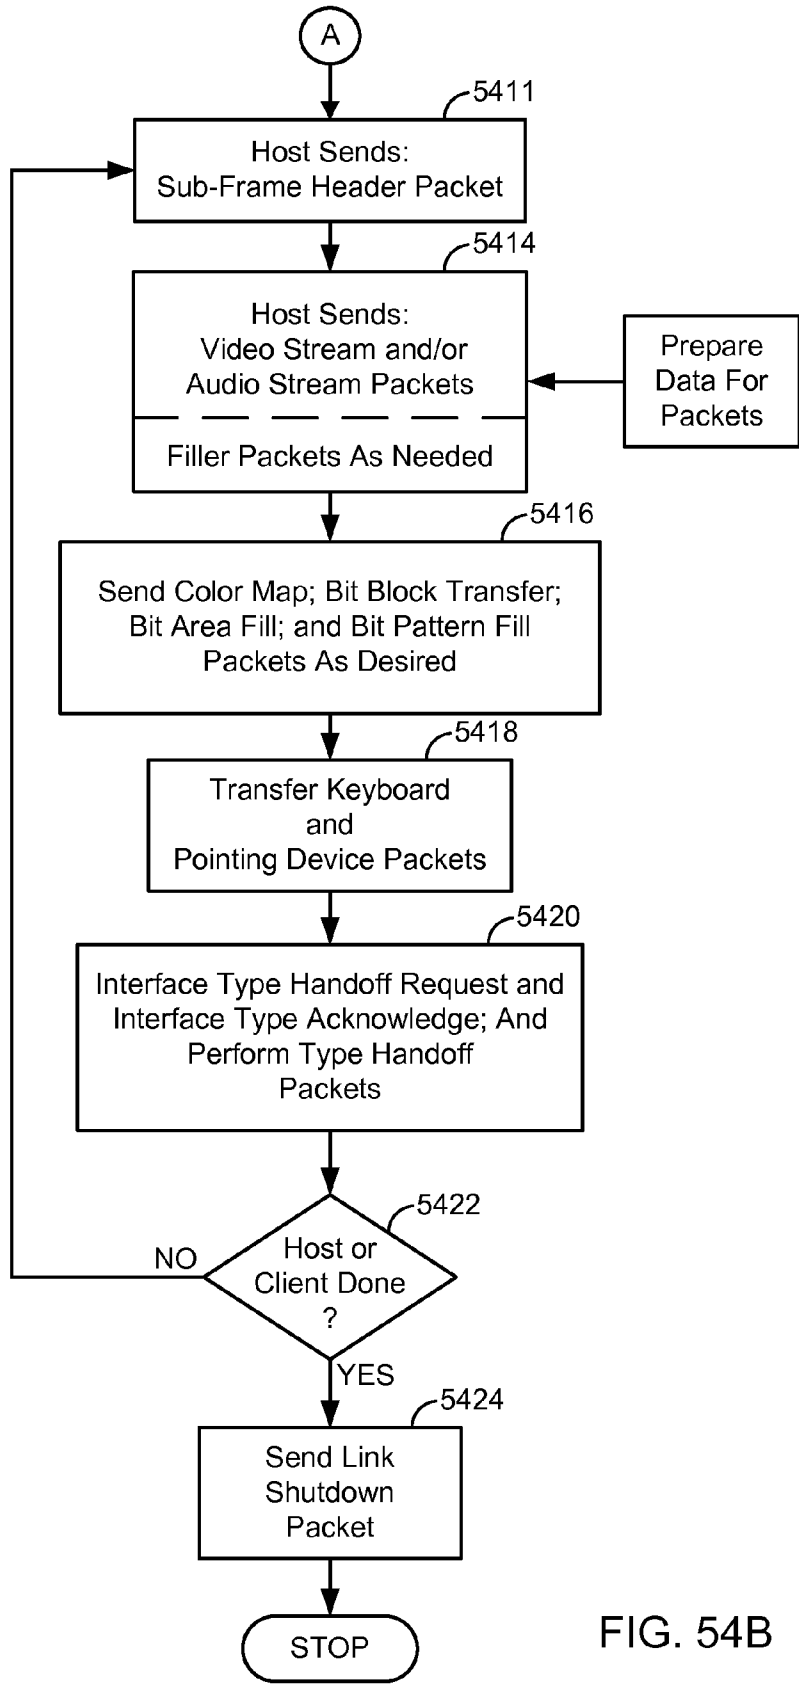 A
5411
Host Sends:
Sub-Frame Header Packet
5414
Host Sends:
Video Stream and/or
Audio Stream Packets
Filler Packets As Needed
Prepare
Data For
Packets
5416
Send Color Map; Bit Block Transfer;
Bit Area Fill; and Bit Pattern Fill
Packets As Desired
5418
Transfer Keyboard
and
Pointing Device Packets
5420
Interface Type Handoff Request and
Interface Type Acknowledge; And
Perform Type Handoff
Packets
5422
Host or
Client Done
?
NO
YES
5424
Send Link
Shutdown
Packet
STOP
FIG. 54B